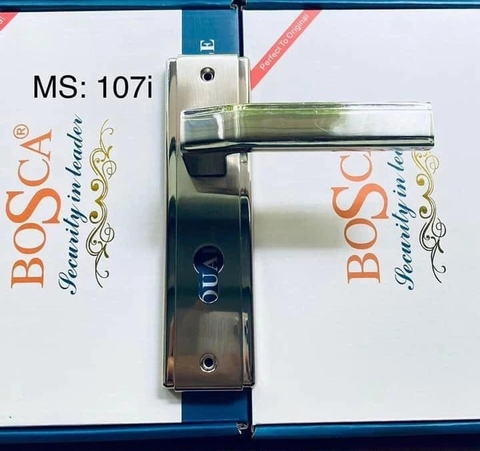 Perfect To Original
MS: 107i
BOSCA®
Security in leader
BOSCA
Security in leader
QUA